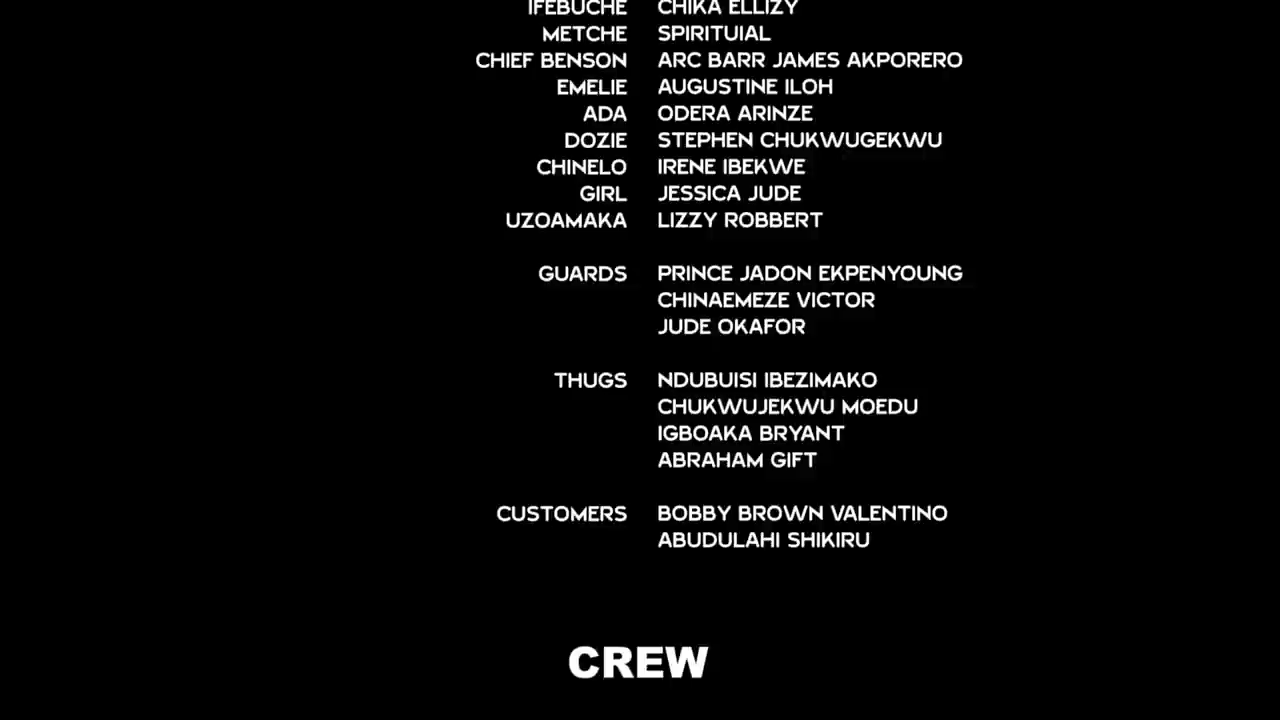 IFEBUCHE CHIKA ELLIZY
METCHE SPIRITUIAL
CHIEF BENSON ARC BARR JAMES AKPORERO
EMELIE AUGUSTINE ILOH
ADA ODERA ARINZE
DOZIE STEPHEN CHUKWUGEKWU
CHINELO IRENE IBEKWE
GIRL JESSICA JUDE
UZOAMAKA LIZZY ROBBERT
GUARDS PRINCE JADON EKPENYOUNG
CHINAEMEZE VICTOR
JUDE OKAFOR
THUGS NDUBUISI IBEZIMAKO
CHUKWUJEKWU MOEDU
IGBOAKA BRYANT
ABRAHAM GIFT
CUSTOMERS BOBBY BROWN VALENTINO
ABUDULAHI SHIKIRU
CREW